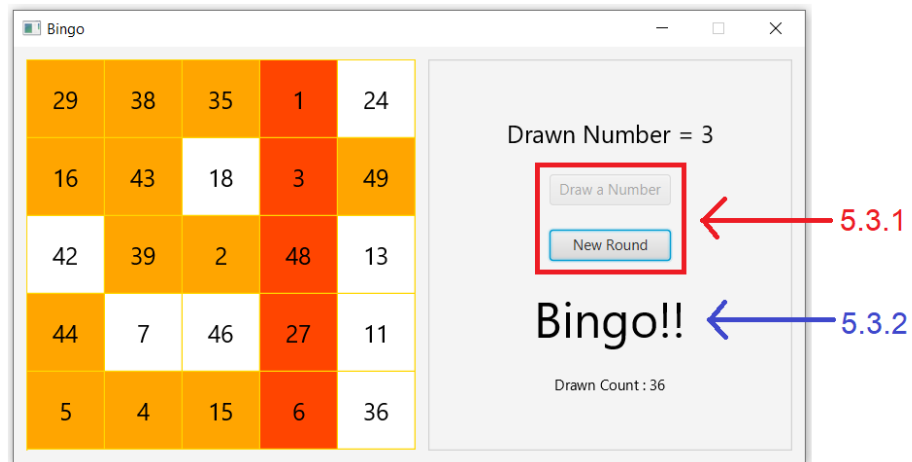 Bingo
29 38 35 1 24
Drawn Number = 3
16 43 18 3 49
Draw a Number
5.3.1
New Round
42 39 2 48 13
Bingo!!
5.3.2
44 7 46 27 11
Drawn Count : 36
5 4 15 6 36